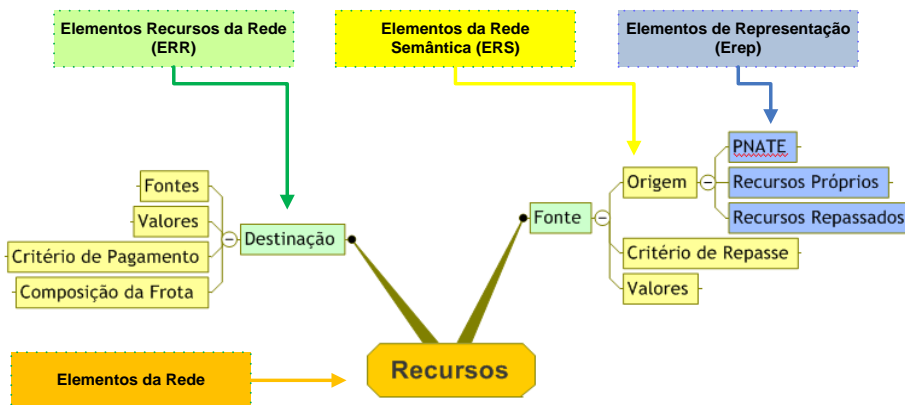 Elementos Recursos da Rede
(ERR)
Elementos da Rede
Semântica (ERS)
Elementos de Representação
(Erep)
Fontes
Valores
Critério de Pagamento
Composição da Frota
Destinação
Fonte
Origem
Critério de Repasse
Valores
PNATE
Recursos Próprios
Recursos Repassados
Elementos da Rede
Recursos